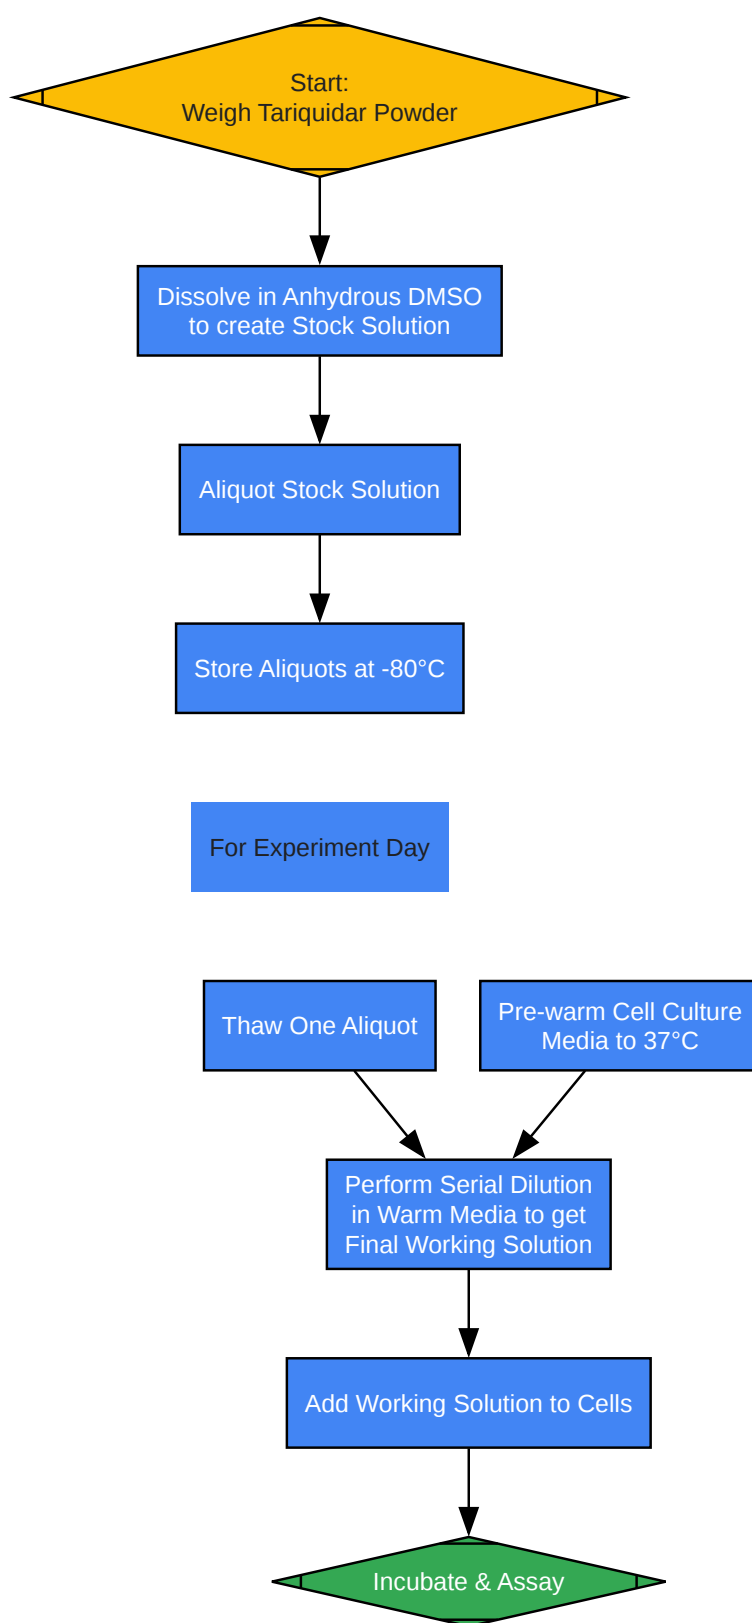 Start:
Weigh Tariquidar Powder
Dissolve in Anhydrous DMSO
to create Stock Solution
Aliquot Stock Solution
Store Aliquots at -80°C
For Experiment Day
Thaw One Aliquot
Pre-warm Cell Culture
Media to 37°C
Perform Serial Dilution
in Warm Media to get
Final Working Solution
Add Working Solution to Cells
Incubate & Assay